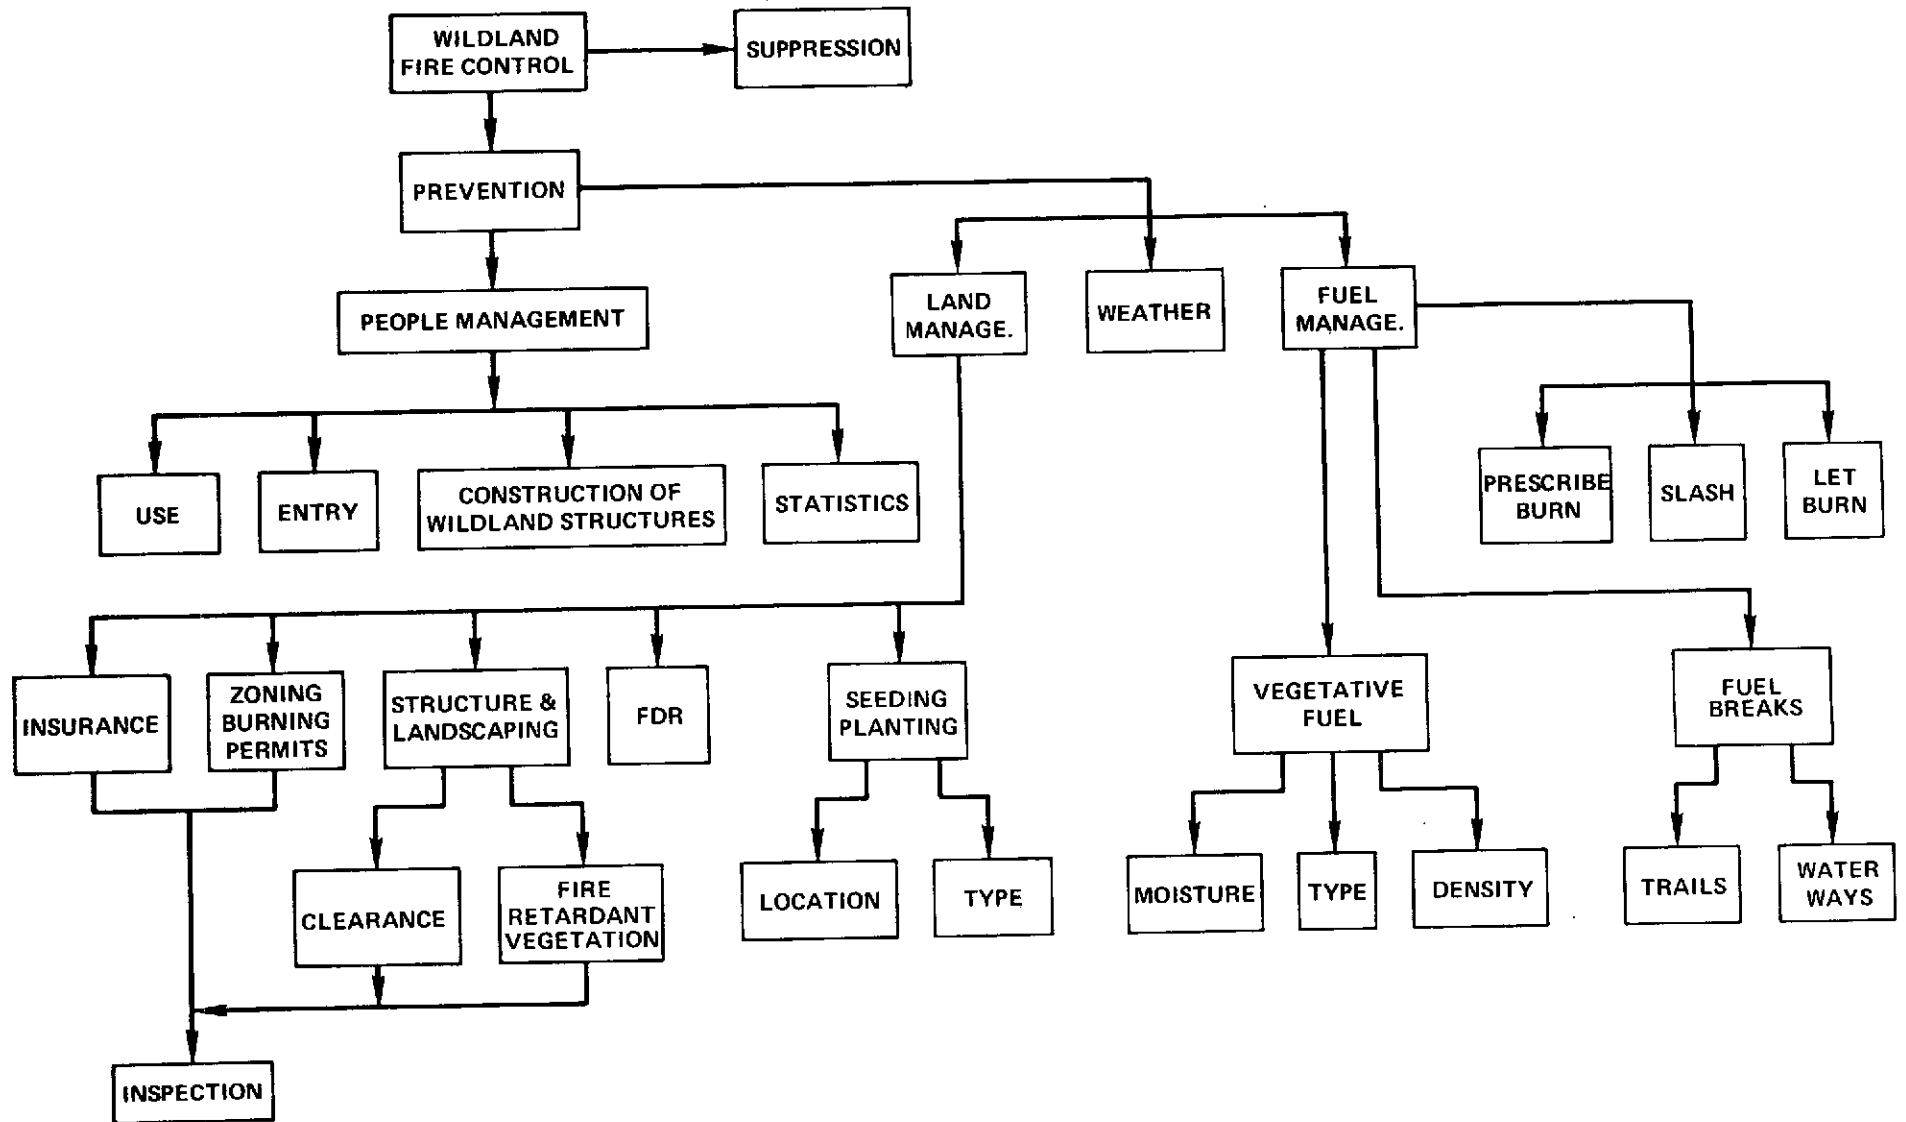 WILDLAND
FIRE CONTROL
SUPPRESSION
PREVENTION
PEOPLE MANAGEMENT
LAND
MANAGE.
WEATHER
FUEL
MANAGE.
USE
ENTRY
CONSTRUCTION OF
WILDLAND STRUCTURES
STATISTICS
PRESCRIBE
BURN
SLASH
LET
BURN
INSURANCE
ZONING
BURNING
PERMITS
STRUCTURE &
LANDSCAPING
FDR
SEEDING
PLANTING
VEGETATIVE
FUEL
FUEL
BREAKS
CLEARANCE
FIRE
RETARDANT
VEGETATION
LOCATION
TYPE
MOISTURE
TYPE
DENSITY
TRAILS
WATER
WAYS
INSPECTION